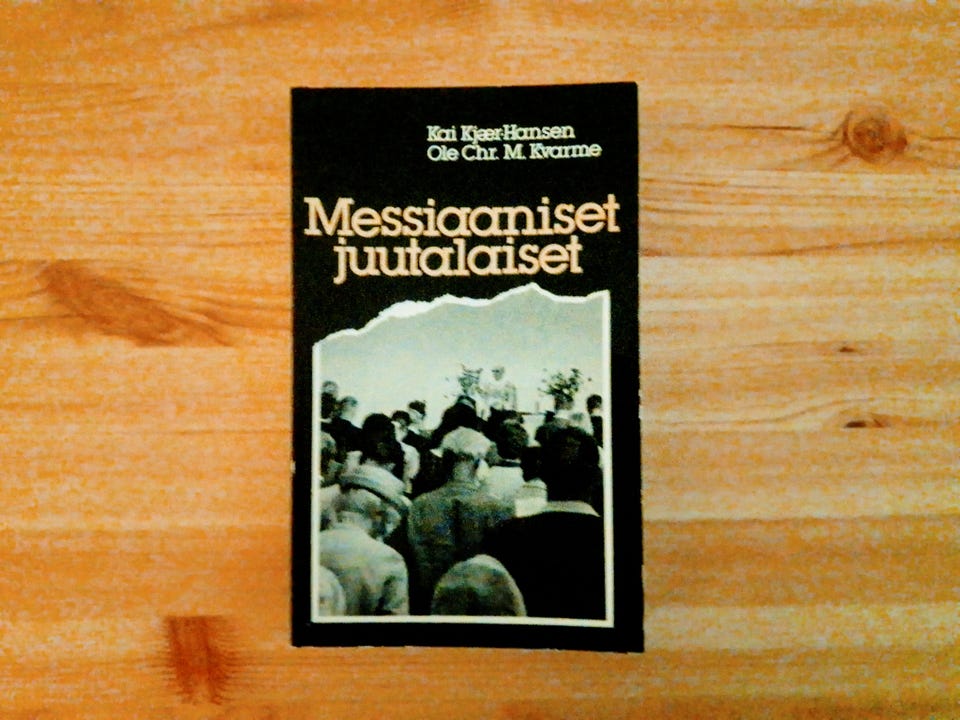 Kai Kjær-Hansen
Ole Chr. M. Kvarme
Messiaaniset
juutalaiset